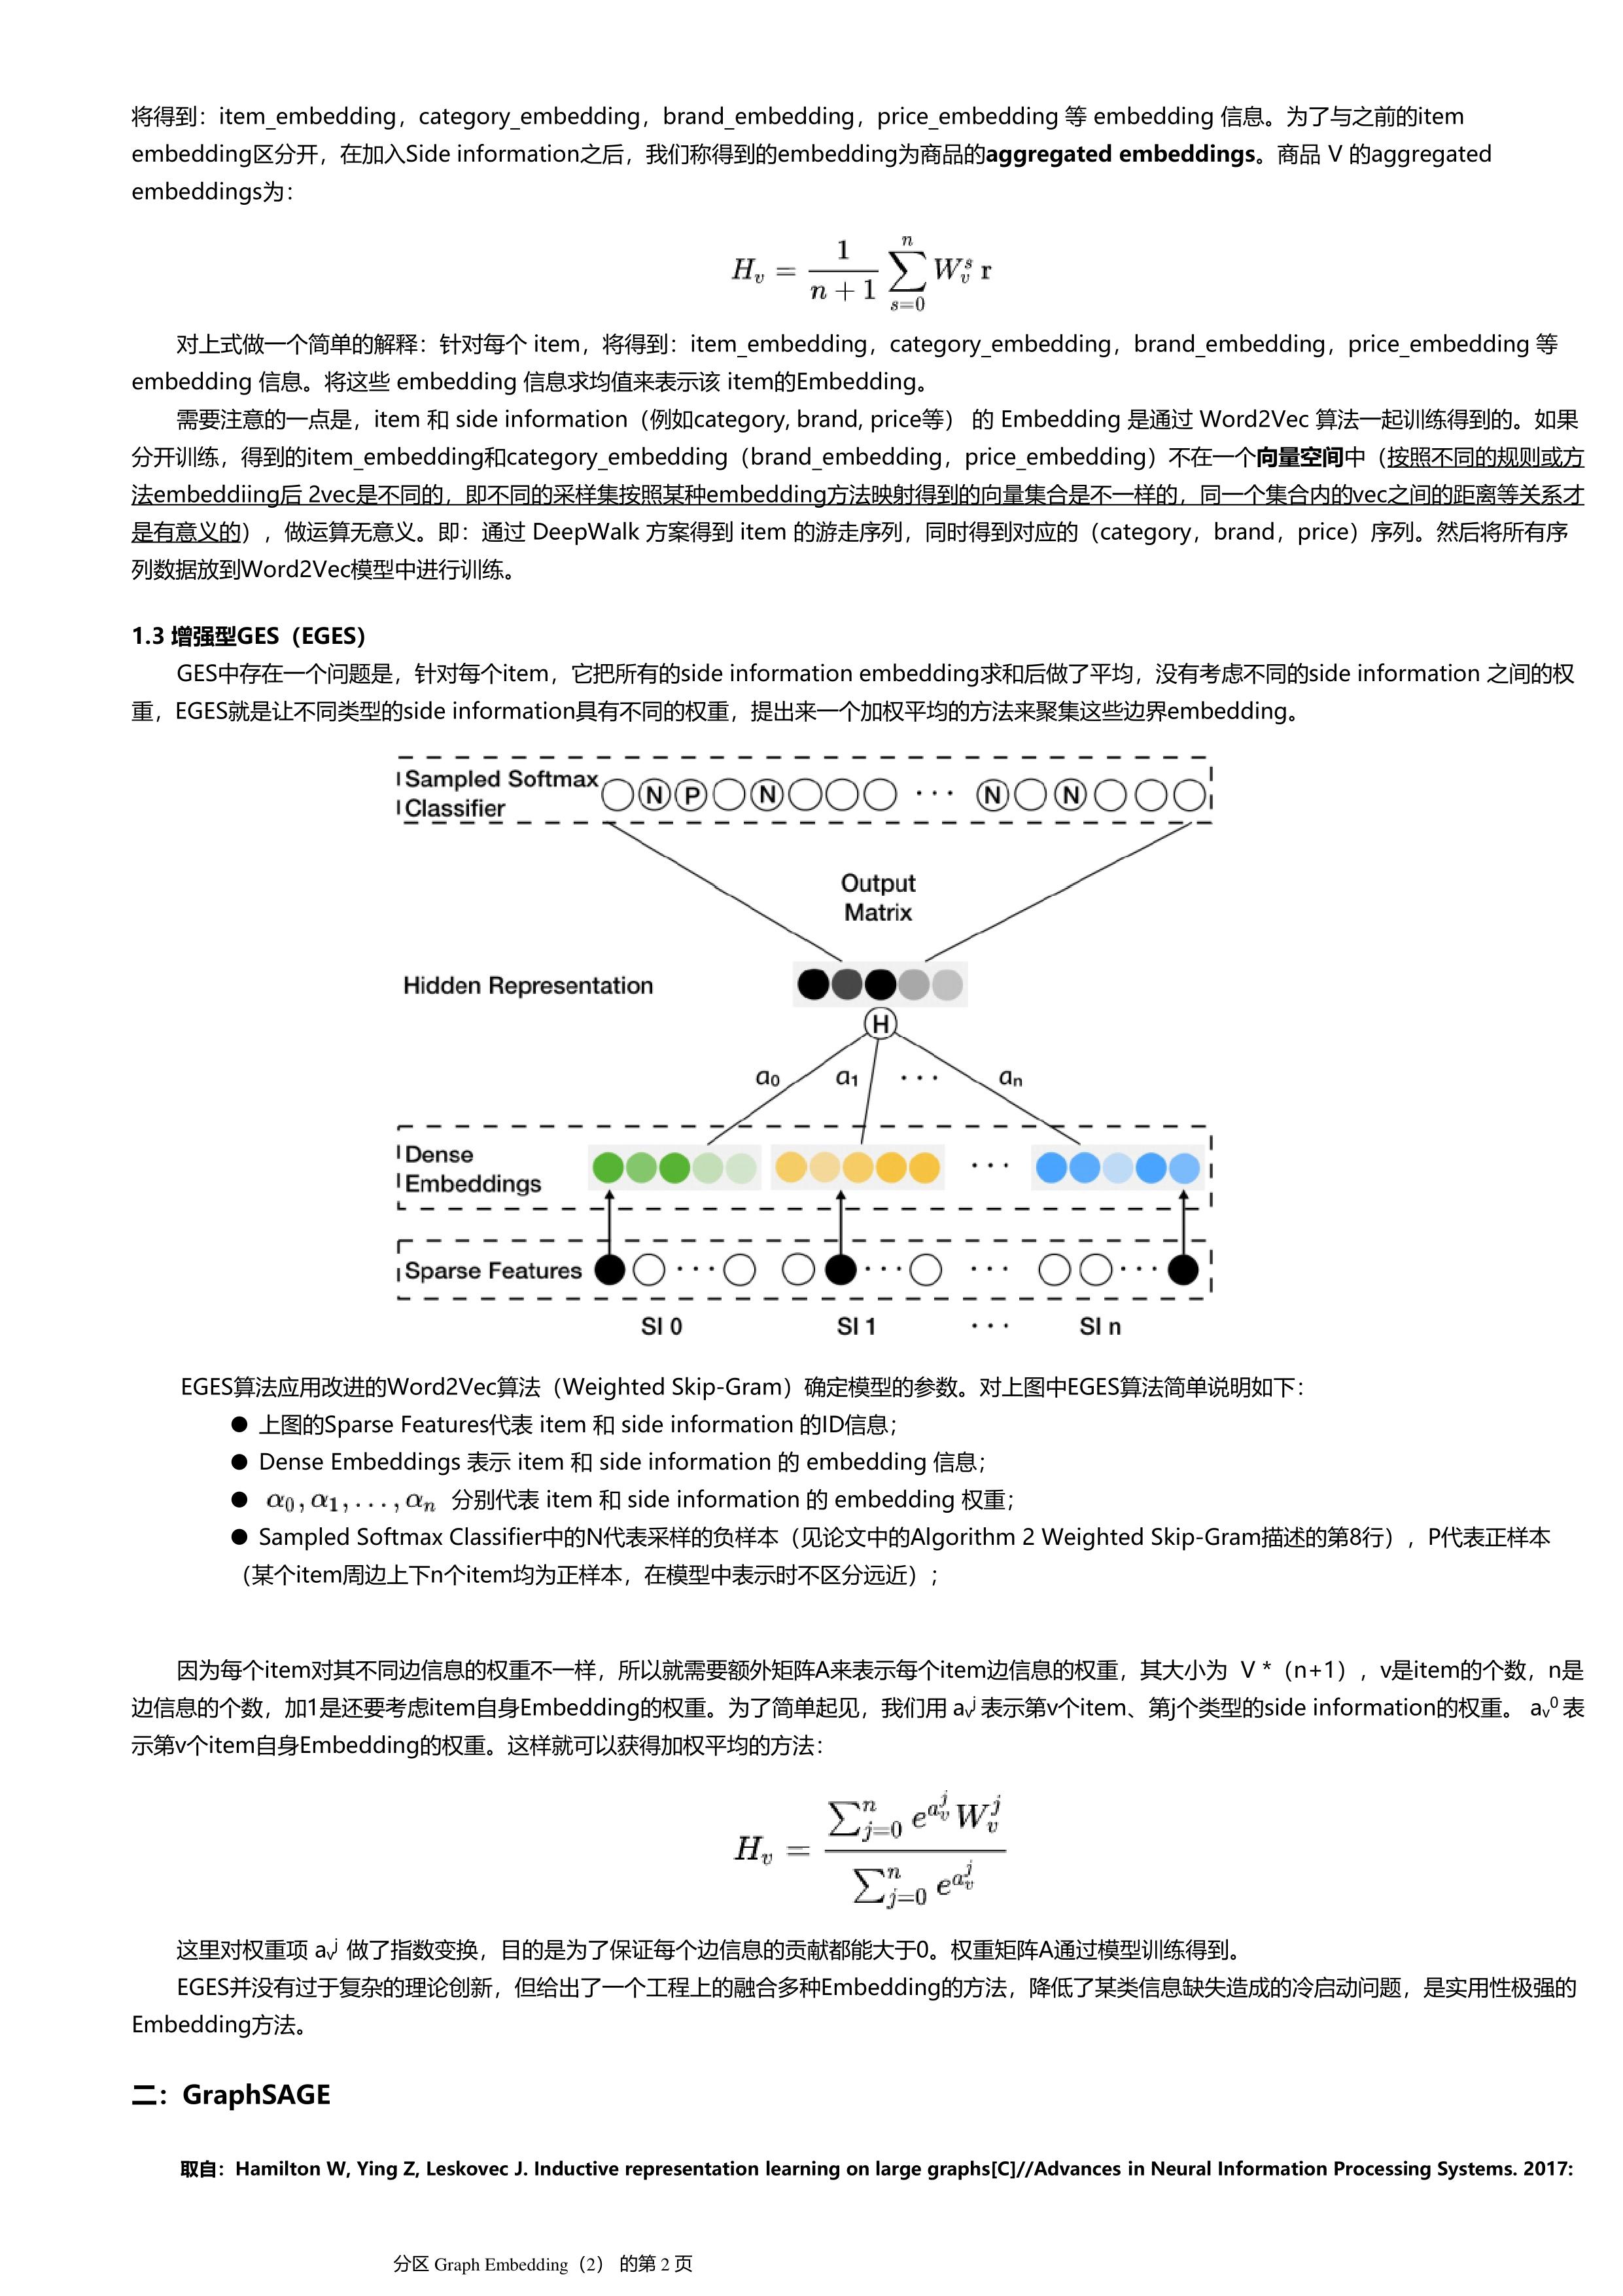 将得到：item_embedding，category_embedding，brand_embedding，price_embedding 等 embedding 信息。为了与之前的item
embedding区分开，在加入Side information之后，我们称得到的embedding为商品的aggregated embeddings。商品 V 的aggregated
embeddings为：
H_v = \frac{1}{n+1} \sum_{s=0}^{n} W_v^s r
对上式做一个简单的解释：针对每个 item，将得到：item_embedding，category_embedding，brand_embedding，price_embedding 等
embedding 信息。将这些 embedding 信息求均值来表示该 item的Embedding。
需要注意的一点是，item 和 side information（例如category, brand, price等） 的 Embedding 是通过 Word2Vec 算法一起训练得到的。如果
分开训练，得到的item_embedding和category_embedding（brand_embedding，price_embedding）不在一个向量空间中（按照不同的规则或方
法embeddiing后 2vec是不同的，即不同的采样集按照某种embedding方法映射得到的向量集合是不一样的，同一个集合内的vec之间的距离等关系才
是有意义的），做运算无意义。即：通过 DeepWalk 方案得到 item 的游走序列，同时得到对应的（category，brand，price）序列。然后将所有序
列数据放到Word2Vec模型中进行训练。
1.3 增强型GES（EGES）
GES中存在一个问题是，针对每个item，它把所有的side information embedding求和后做了平均，没有考虑不同的side information 之间的权
重，EGES就是让不同类型的side information具有不同的权重，提出来一个加权平均的方法来聚集这些边界embedding。
Sampled Softmax
Classifier
N P N ··· N N
Output
Matrix
Hidden Representation
H
a0 a1 ··· an
Dense
Embeddings
···
Sparse Features ··· ··· ··· ···
SI 0 SI 1 ··· SI n
EGES算法应用改进的Word2Vec算法（Weighted Skip-Gram）确定模型的参数。对上图中EGES算法简单说明如下：
● 上图的Sparse Features代表 item 和 side information 的ID信息；
● Dense Embeddings 表示 item 和 side information 的 embedding 信息；
● α0, α1, ..., αn 分别代表 item 和 side information 的 embedding 权重；
● Sampled Softmax Classifier中的N代表采样的负样本（见论文中的Algorithm 2 Weighted Skip-Gram描述的第8行），P代表正样本
（某个item周边上下n个item均为正样本，在模型中表示时不区分远近）；
因为每个item对其不同边信息的权重不一样，所以就需要额外矩阵A来表示每个item边信息的权重，其大小为 V *（n+1），v是item的个数，n是
边信息的个数，加1是还要考虑item自身Embedding的权重。为了简单起见，我们用 a_v^j 表示第v个item、第j个类型的side information的权重。 a_v^0 表
示第v个item自身Embedding的权重。这样就可以获得加权平均的方法：
H_v = \frac{\sum_{j=0}^{n} e^{a_v^j} W_v^j}{\sum_{j=0}^{n} e^{a_v^j}}
这里对权重项 a_v^j 做了指数变换，目的是为了保证每个边信息的贡献都能大于0。权重矩阵A通过模型训练得到。
EGES并没有过于复杂的理论创新，但给出了一个工程上的融合多种Embedding的方法，降低了某类信息缺失造成的冷启动问题，是实用性极强的
Embedding方法。
二：GraphSAGE
取自：Hamilton W, Ying Z, Leskovec J. Inductive representation learning on large graphs[C]//Advances in Neural Information Processing Systems. 2017:
分区 Graph Embedding（2） 的第 2 页